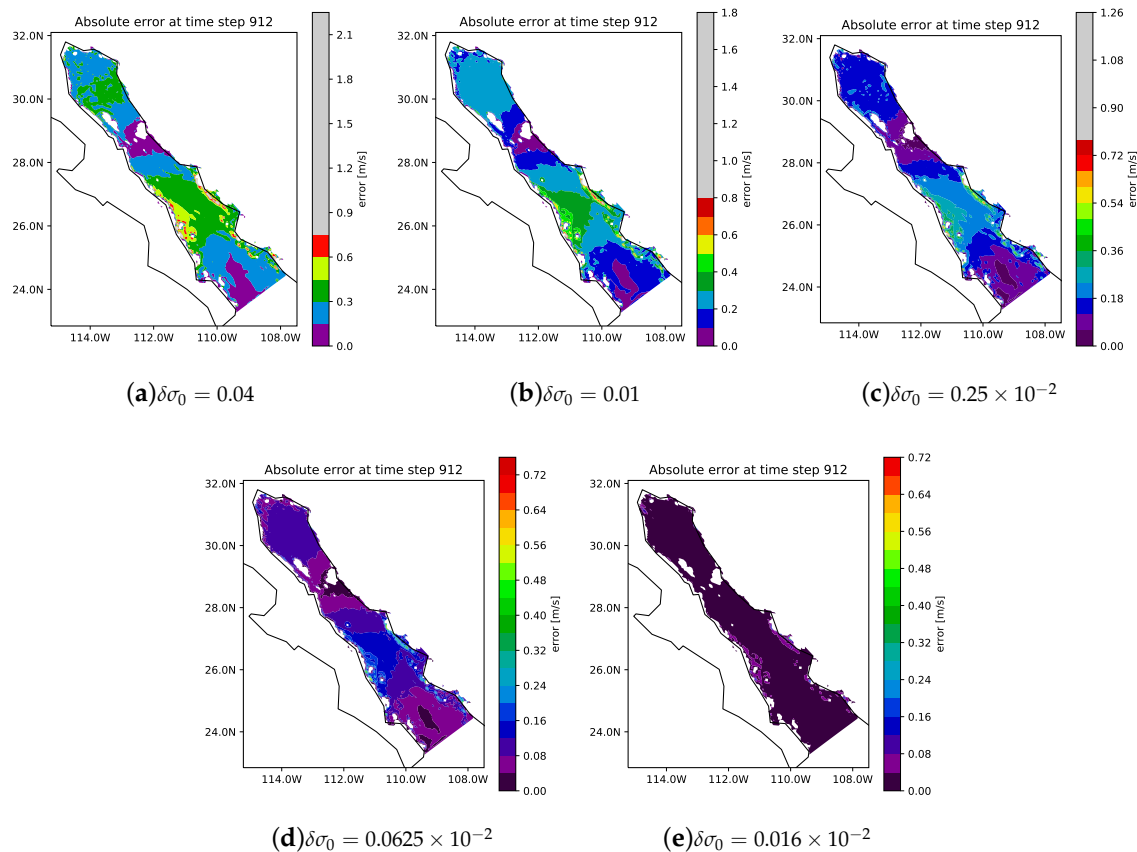 Absolute error at time step 912
32.0N
30.0N
28.0N
26.0N
24.0N
114.0W 112.0W 110.0W 108.0W
2.1
1.8
1.5
1.2
0.9
0.6
0.3
0.0
error [m/s]
(a)δσ₀ = 0.04
Absolute error at time step 912
32.0N
30.0N
28.0N
26.0N
24.0N
114.0W 112.0W 110.0W 108.0W
1.8
1.6
1.4
1.2
1.0
0.8
0.6
0.4
0.2
0.0
error [m/s]
(b)δσ₀ = 0.01
Absolute error at time step 912
32.0N
30.0N
28.0N
26.0N
24.0N
114.0W 112.0W 110.0W 108.0W
1.26
1.08
0.90
0.72
0.54
0.36
0.18
0.00
error [m/s]
(c)δσ₀ = 0.25 × 10⁻²
Absolute error at time step 912
32.0N
30.0N
28.0N
26.0N
24.0N
114.0W 112.0W 110.0W 108.0W
0.72
0.64
0.56
0.48
0.40
0.32
0.24
0.16
0.08
0.00
error [m/s]
(d)δσ₀ = 0.0625 × 10⁻²
Absolute error at time step 912
32.0N
30.0N
28.0N
26.0N
24.0N
114.0W 112.0W 110.0W 108.0W
0.72
0.64
0.56
0.48
0.40
0.32
0.24
0.16
0.08
0.00
error [m/s]
(e)δσ₀ = 0.016 × 10⁻²